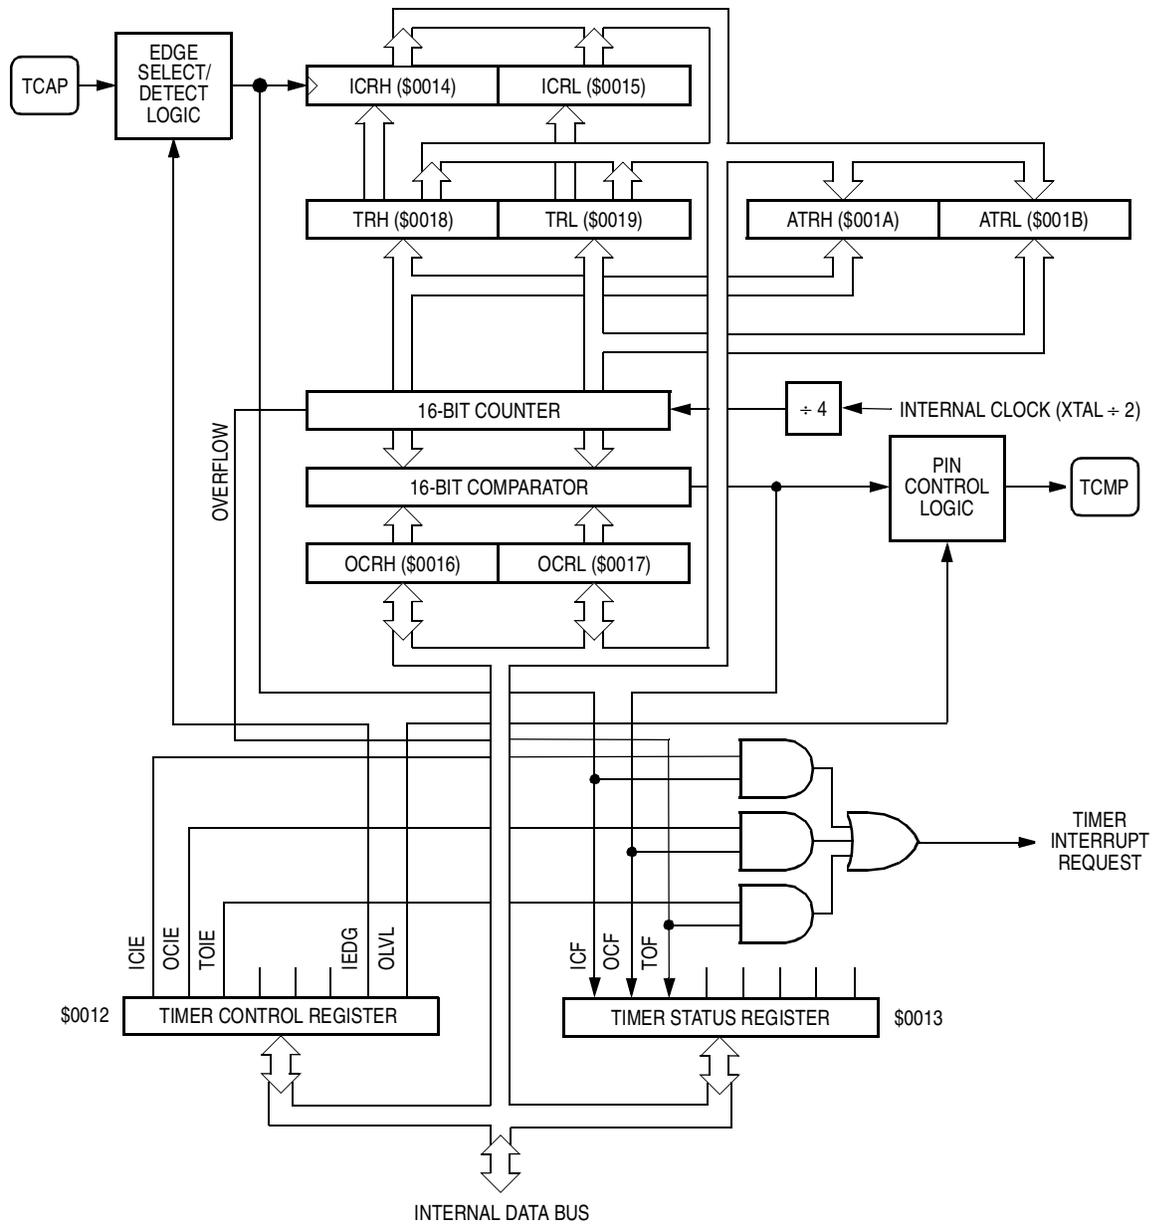 EDGE
SELECT/
DETECT
LOGIC
TCAP
ICRH ($0014)
ICRL ($0015)
TRH ($0018)
TRL ($0019)
ATRH ($001A)
ATRL ($001B)
16-BIT COUNTER
÷ 4
INTERNAL CLOCK (XTAL ÷ 2)
OVERFLOW
16-BIT COMPARATOR
PIN
CONTROL
LOGIC
TCMP
OCRH ($0016)
OCRL ($0017)
TIMER
INTERRUPT
REQUEST
ICIE
OCIE
TOIE
IEDG
OLVL
ICF
OCF
TOF
$0012
TIMER CONTROL REGISTER
TIMER STATUS REGISTER
$0013
INTERNAL DATA BUS